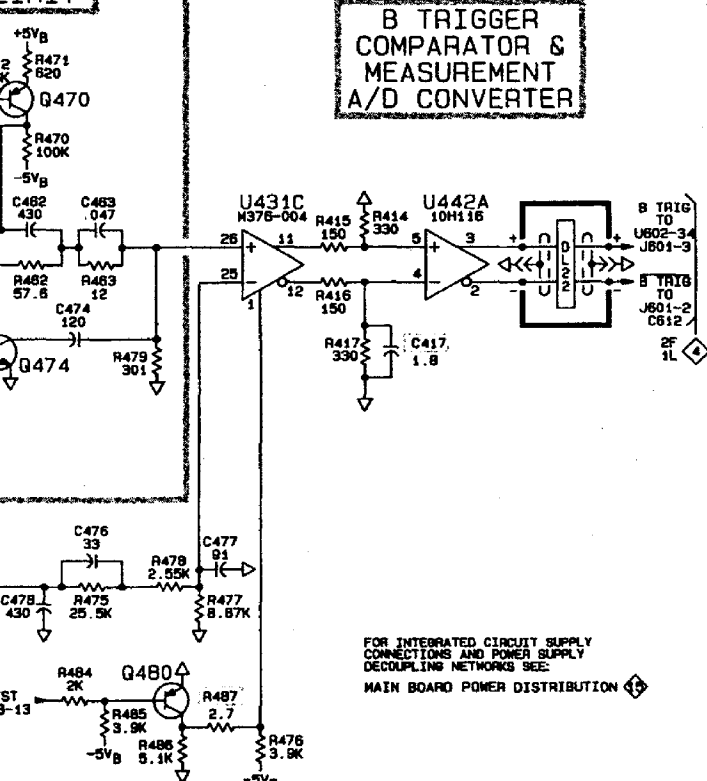 B TRIGGER
COMPARATOR &
MEASUREMENT
A/D CONVERTER
+5VB
R471
620
Q470
R470
100K
-5VB
C462
430
C463
.047
R462
57.6
R463
12
C474
120
Q474
R479
301
U431C
M376-004
26
+
25
-
11
12
1
R415
150
R414
330
R416
150
R417
330
C417
1.8
U442A
10H116
5
+
4
-
3
2
+
-
DL22
+
-
B TRIG
TO
U602-34
J601-3
B TRIG
TO
J601-2
C612
2F
1L
4
C476
33
R475
25.5K
C478
430
R478
2.55K
C477
91
R477
8.87K
R484
2K
Q480
R485
3.9K
-5VB
R486
5.1K
R487
2.7
R476
3.9K
FOR INTEGRATED CIRCUIT SUPPLY
CONNECTIONS AND POWER SUPPLY
DECOUPLING NETWORKS SEE:
MAIN BOARD POWER DISTRIBUTION